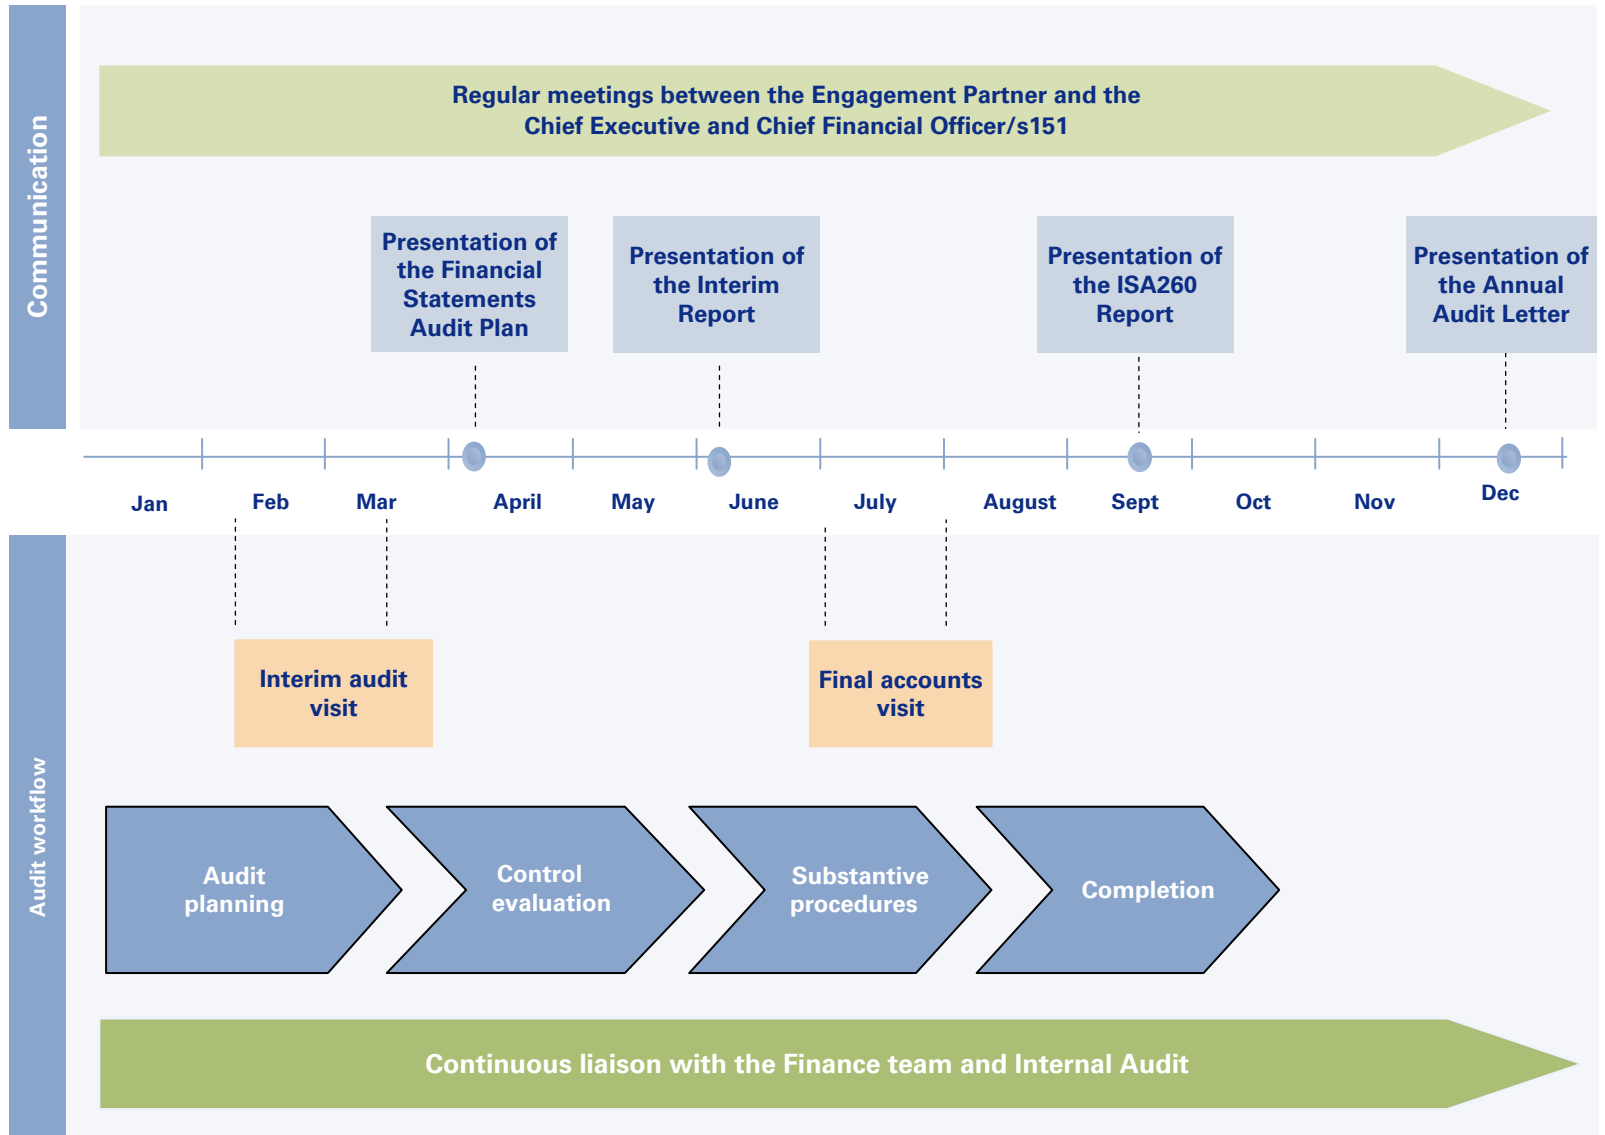 Communication
Regular meetings between the Engagement Partner and the
Chief Executive and Chief Financial Officer/s151
Presentation of
the Financial
Statements
Audit Plan
Presentation of
the Interim
Report
Presentation of
the ISA260
Report
Presentation of
the Annual
Audit Letter
Jan Feb Mar April May June July August Sept Oct Nov Dec
Audit workflow
Interim audit
visit
Final accounts
visit
Audit
planning
Control
evaluation
Substantive
procedures
Completion
Continuous liaison with the Finance team and Internal Audit